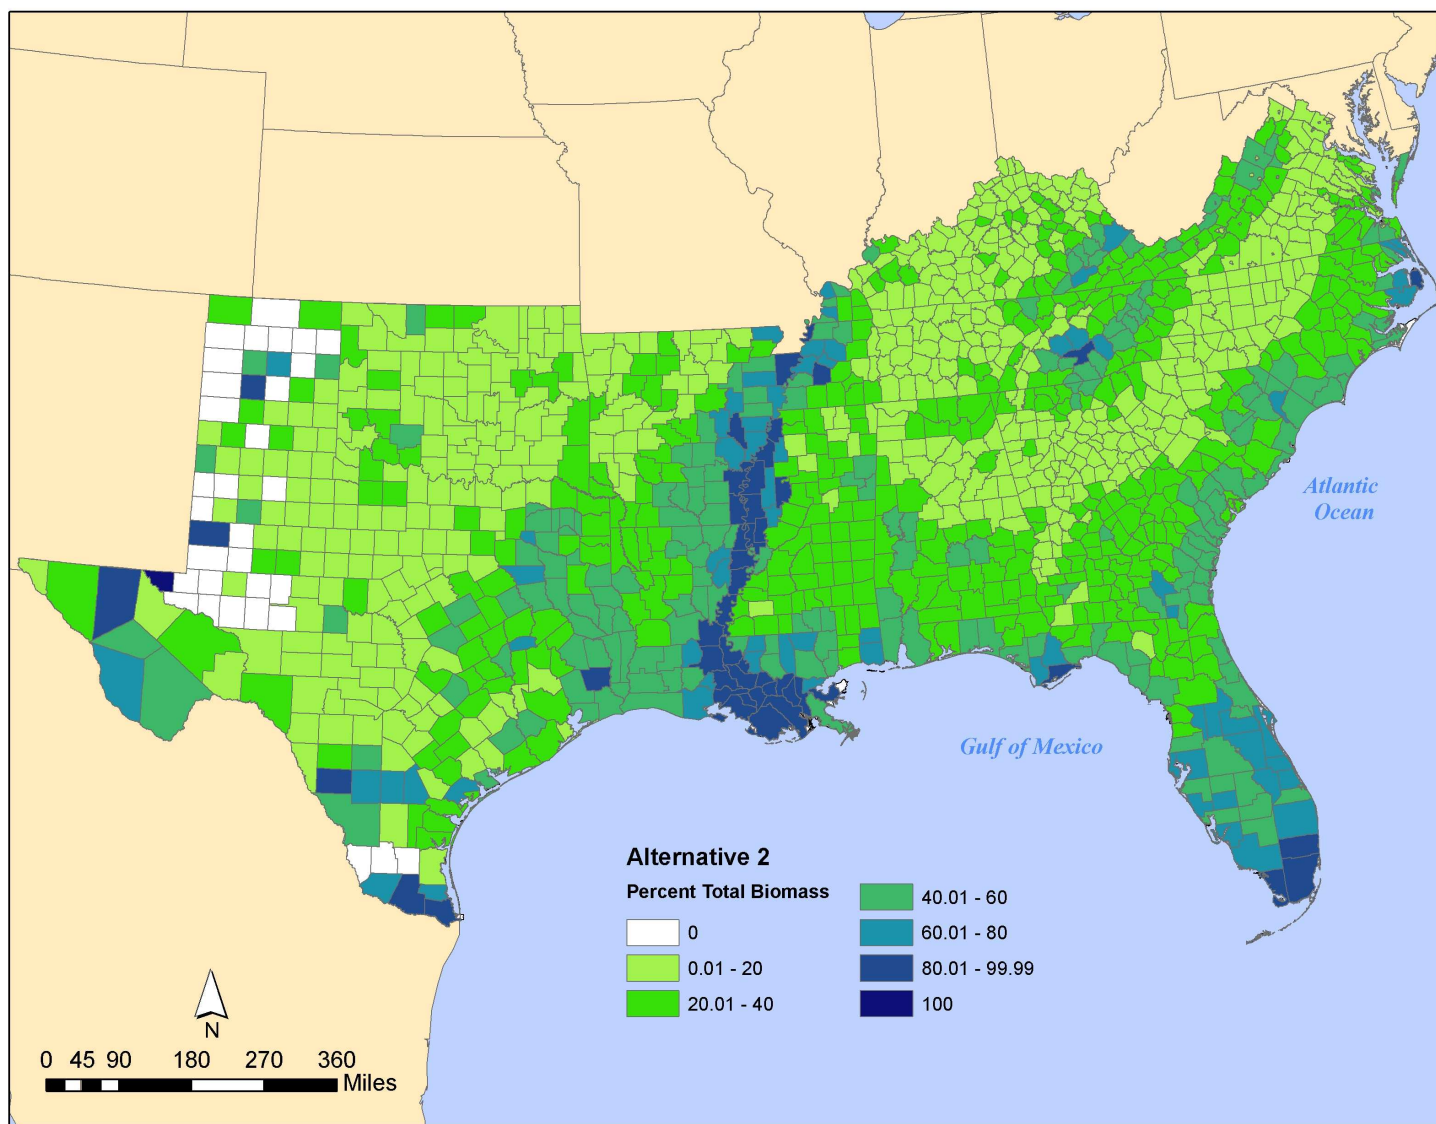 Atlantic
Ocean
Gulf of Mexico
Alternative 2
Percent Total Biomass
0
0.01 - 20
20.01 - 40
40.01 - 60
60.01 - 80
80.01 - 99.99
100
N
0 45 90 180 270 360
Miles